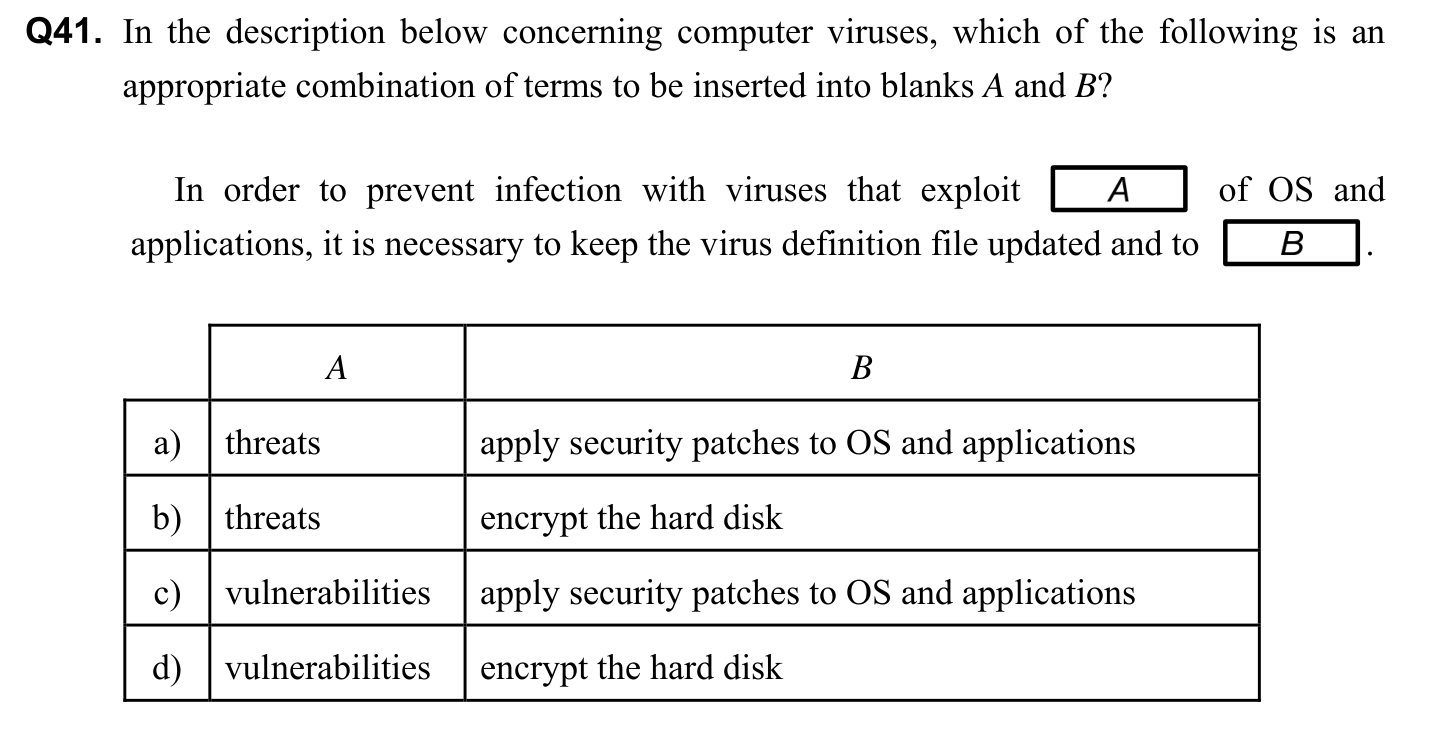 Q41. In the description below concerning computer viruses, which of the following is an
appropriate combination of terms to be inserted into blanks A and B?
In order to prevent infection with viruses that exploit A of OS and
applications, it is necessary to keep the virus definition file updated and to B .
A B
a) threats apply security patches to OS and applications
b) threats encrypt the hard disk
c) vulnerabilities apply security patches to OS and applications
d) vulnerabilities encrypt the hard disk